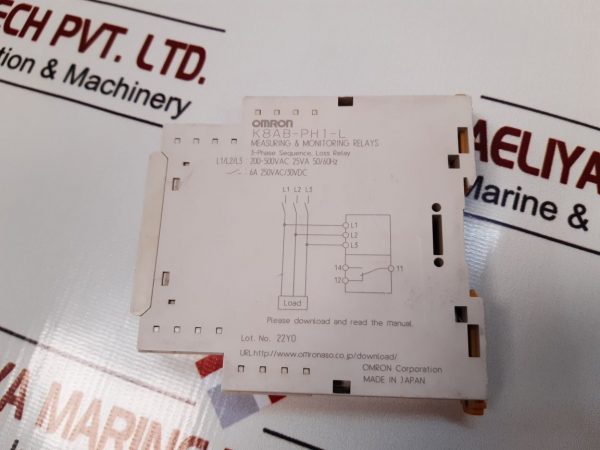 ECH PVT. LTD.
tion & Machinery
OMRON
K8AB-PH1-L
MEASURING & MONITORING RELAYS
3-Phase Sequence, Loss Relay
L1/L2/L3 200-500VAC 25VA 50/60Hz
6A 250VAC/30VDC
L1 L2 L3
L1
L2
L3
14
11
12
Load
Please download and read the manual.
Lot. No. 22Y0
URL:http://www.omronaso.co.jp/download/
OMRON Corporation
MADE IN JAPAN
AELIYA
Marine &
YA MARINE